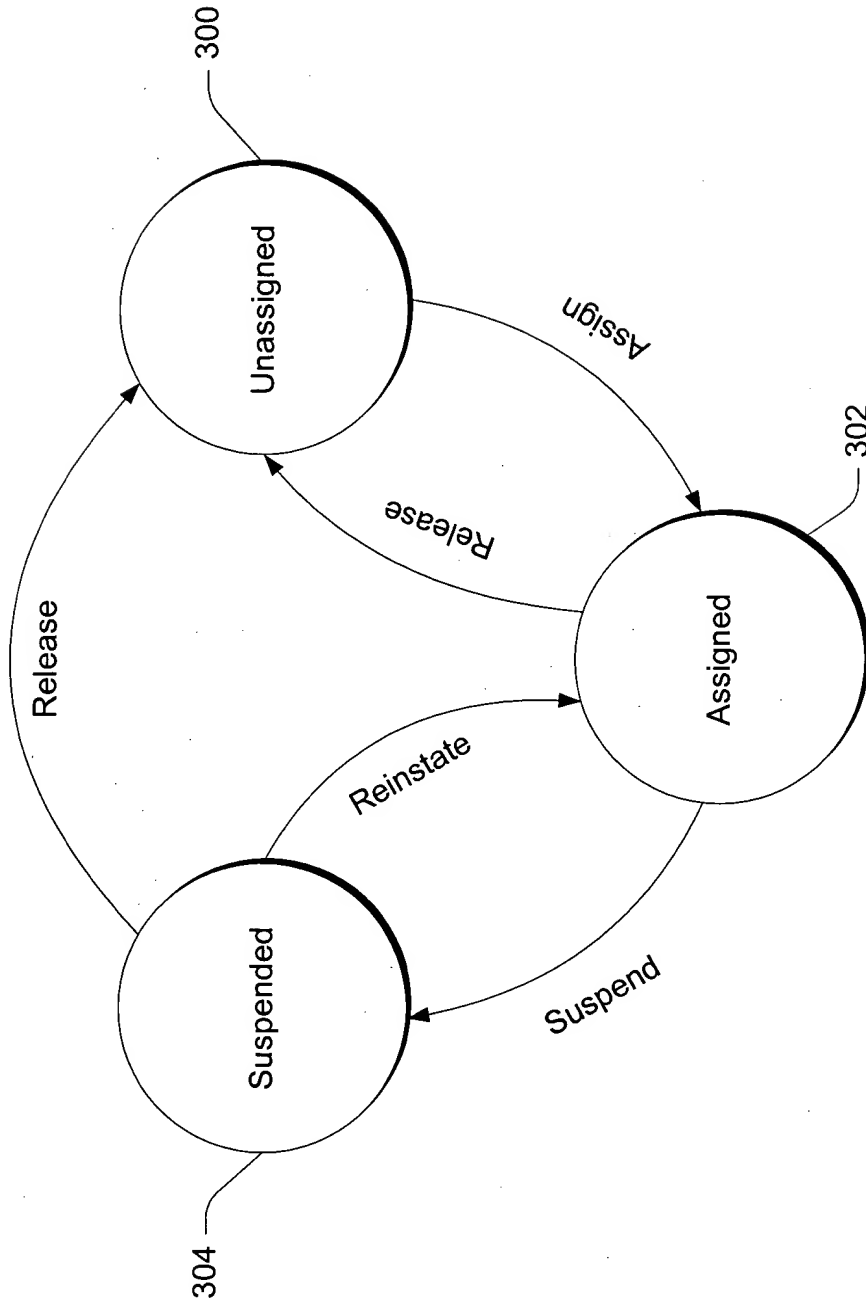 Release
300
304
Suspended
Unassigned
Reinstate
Release
Assign
Suspend
Assigned
302